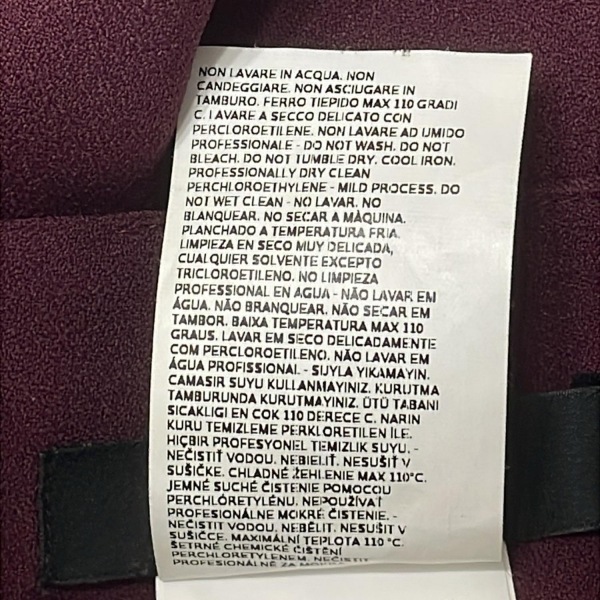 NON LAVARE IN ACQUA. NON
CANDEGGIARE. NON ASCIUGARE IN
TAMBURO. FERRO TIEPIDO MAX 110 GRADI
C. LAVARE A SECCO DELICATO CON
PERCLOROETILENE. NON LAVARE AD UMIDO
PROFESSIONALE - DO NOT WASH. DO NOT
BLEACH. DO NOT TUMBLE DRY. COOL IRON.
PROFESSIONALLY DRY CLEAN
PERCHLOROETHYLENE - MILD PROCESS. DO
NOT WET CLEAN - NO LAVAR. NO
BLANQUEAR. NO SECAR A MÀQUINA.
PLANCHADO A TEMPERATURA FRIA.
LIMPIEZA EN SECO MUY DELICADA,
CUALQUIER SOLVENTE EXCEPTO
TRICLOROETILENO. NO LIMPIEZA
PROFESSIONAL EN AGUA - NÃO LAVAR EM
ÁGUA. NÃO BRANQUEAR. NÃO SECAR EM
TAMBOR. BAIXA TEMPERATURA MAX 110
GRAUS. LAVAR EM SECO DELICADAMENTE
COM PERCLOROETILENO. NÃO LAVAR EM
ÁGUA PROFISSIONAL - SUYLA YIKAMAYIN.
CAMASIR SUYU KULLANMAYINIZ. KURUTMA
TAMBURUNDA KURUTMAYINIZ. ÜTÜ TABANI
SICAKLIGI EN COK 110 DERECE C. NARIN
KURU TEMIZLEME PERKLORETILEN İLE.
HIÇBIR PROFESYONEL TEMIZLIK SUYU. -
NEČISTIŤ VODOU. NEBIELIŤ. NESUŠIŤ V
SUŠIČKE. CHLADNÉ ŽEHLENIE MAX 110°C.
JEMNÉ SUCHÉ ČISTENIE POMOCOU
PERCHLÓRETYLÉNU. NEPOUŽÍVAŤ
PROFESIONÁLNE MOKRÉ ČISTENIE. -
NEČISTIT VODOU. NEBĚLIT. NESUŠIT V
SUŠIČCE. MAXIMÁLNÍ TEPLOTA 110 °C.
ŠETRNÉ CHEMICKÉ ČIŠTĚNÍ
PERCHLORETYLENEM. NEČISTIT
PROFESIONÁLNĚ ZA